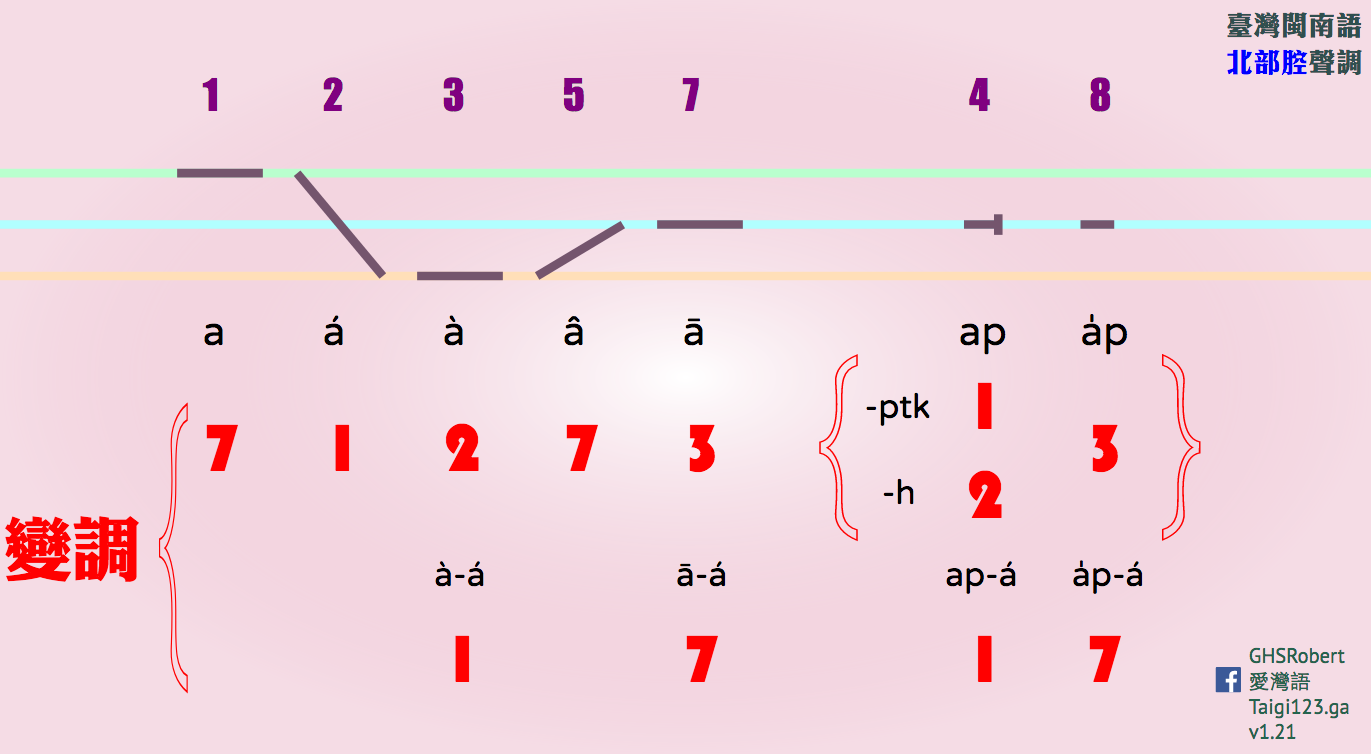 臺灣閩南語
北部腔聲調
1 2 3 5 7 4 8
a á à â ā ap a̍p
-ptk 1
7 1 2 7 3 3
-h 2
變調
à-á ā-á ap-á a̍p-á
1 7 1 7
GHSRobert
愛灣語
Taigi123.ga
v1.21